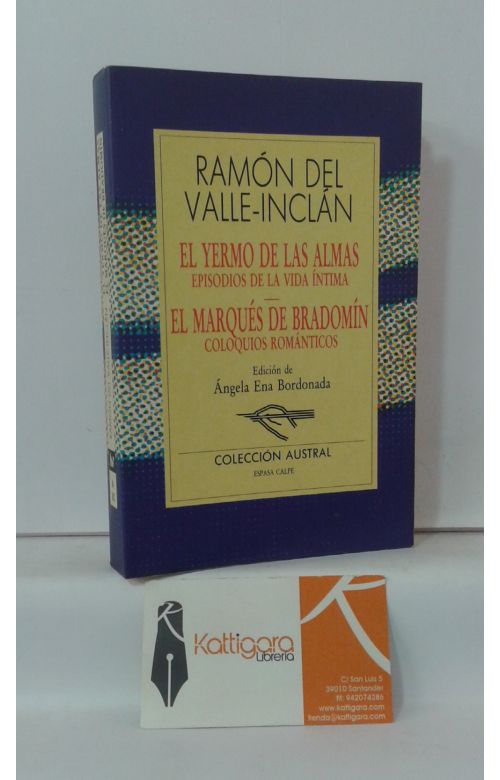 RAMÓN DEL
VALLE-INCLÁN
EL YERMO DE LAS ALMAS
EPISODIOS DE LA VIDA ÍNTIMA
EL MARQUÉS DE BRADOMÍN
COLOQUIOS ROMÁNTICOS
Edición de
Ángela Ena Bordonada
COLECCIÓN AUSTRAL
ESPASA CALPE
Kattigara
Librería
C/ San Luis 5
39010 Santander
M: 942074286
www.kattigara.com
tienda@kattigara.com